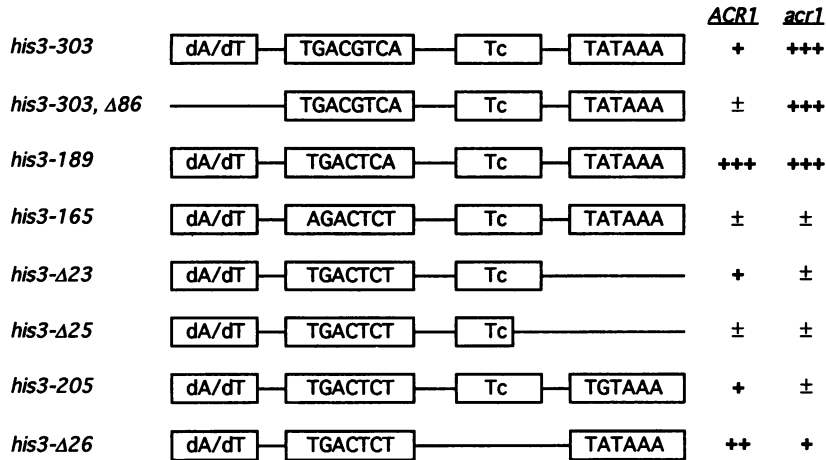 ACR1 acr1
his3-303 dA/dT TGACGTCA Tc TATAAA + +++
his3-303, Δ86 TGACGTCA Tc TATAAA ± +++
his3-189 dA/dT TGACTCA Tc TATAAA +++ +++
his3-165 dA/dT AGACTCT Tc TATAAA ± ±
his3-Δ23 dA/dT TGACTCT Tc + ±
his3-Δ25 dA/dT TGACTCT Tc ± ±
his3-205 dA/dT TGACTCT Tc TGTAAA + ±
his3-Δ26 dA/dT TGACTCT TATAAA ++ +